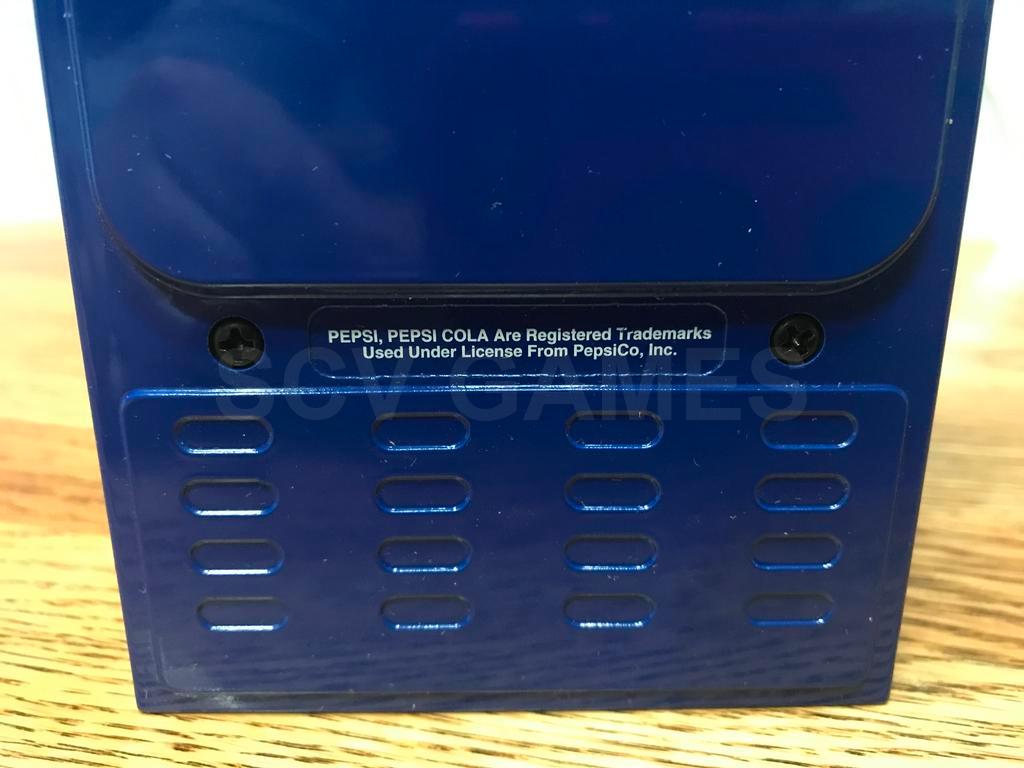 PEPSI, PEPSI COLA Are Registered Trademarks
Used Under License From PepsiCo, Inc.
SCV GAMES